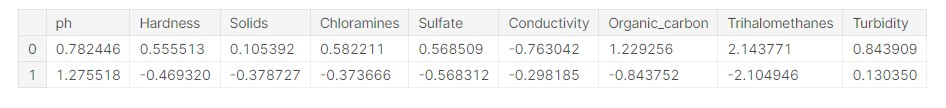 ph Hardness Solids Chloramines Sulfate Conductivity Organic_carbon Trihalomethanes Turbidity
0 0.782446 0.555513 0.105392 0.582211 0.568509 -0.763042 1.229256 2.143771 0.843909
1 1.275518 -0.469320 -0.378727 -0.373666 -0.568312 -0.298185 -0.843752 -2.104946 0.130350